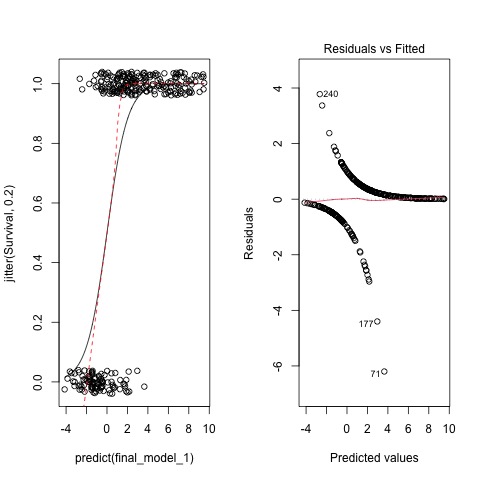 jitter(Survival, 0.2)
0.0 0.2 0.4 0.6 0.8 1.0
-4 0 2 4 6 8 10
predict(final_model_1)
Residuals vs Fitted
Residuals
-6 -4 -2 0 2 4
240
177
71
-4 0 2 4 6 8 10
Predicted values